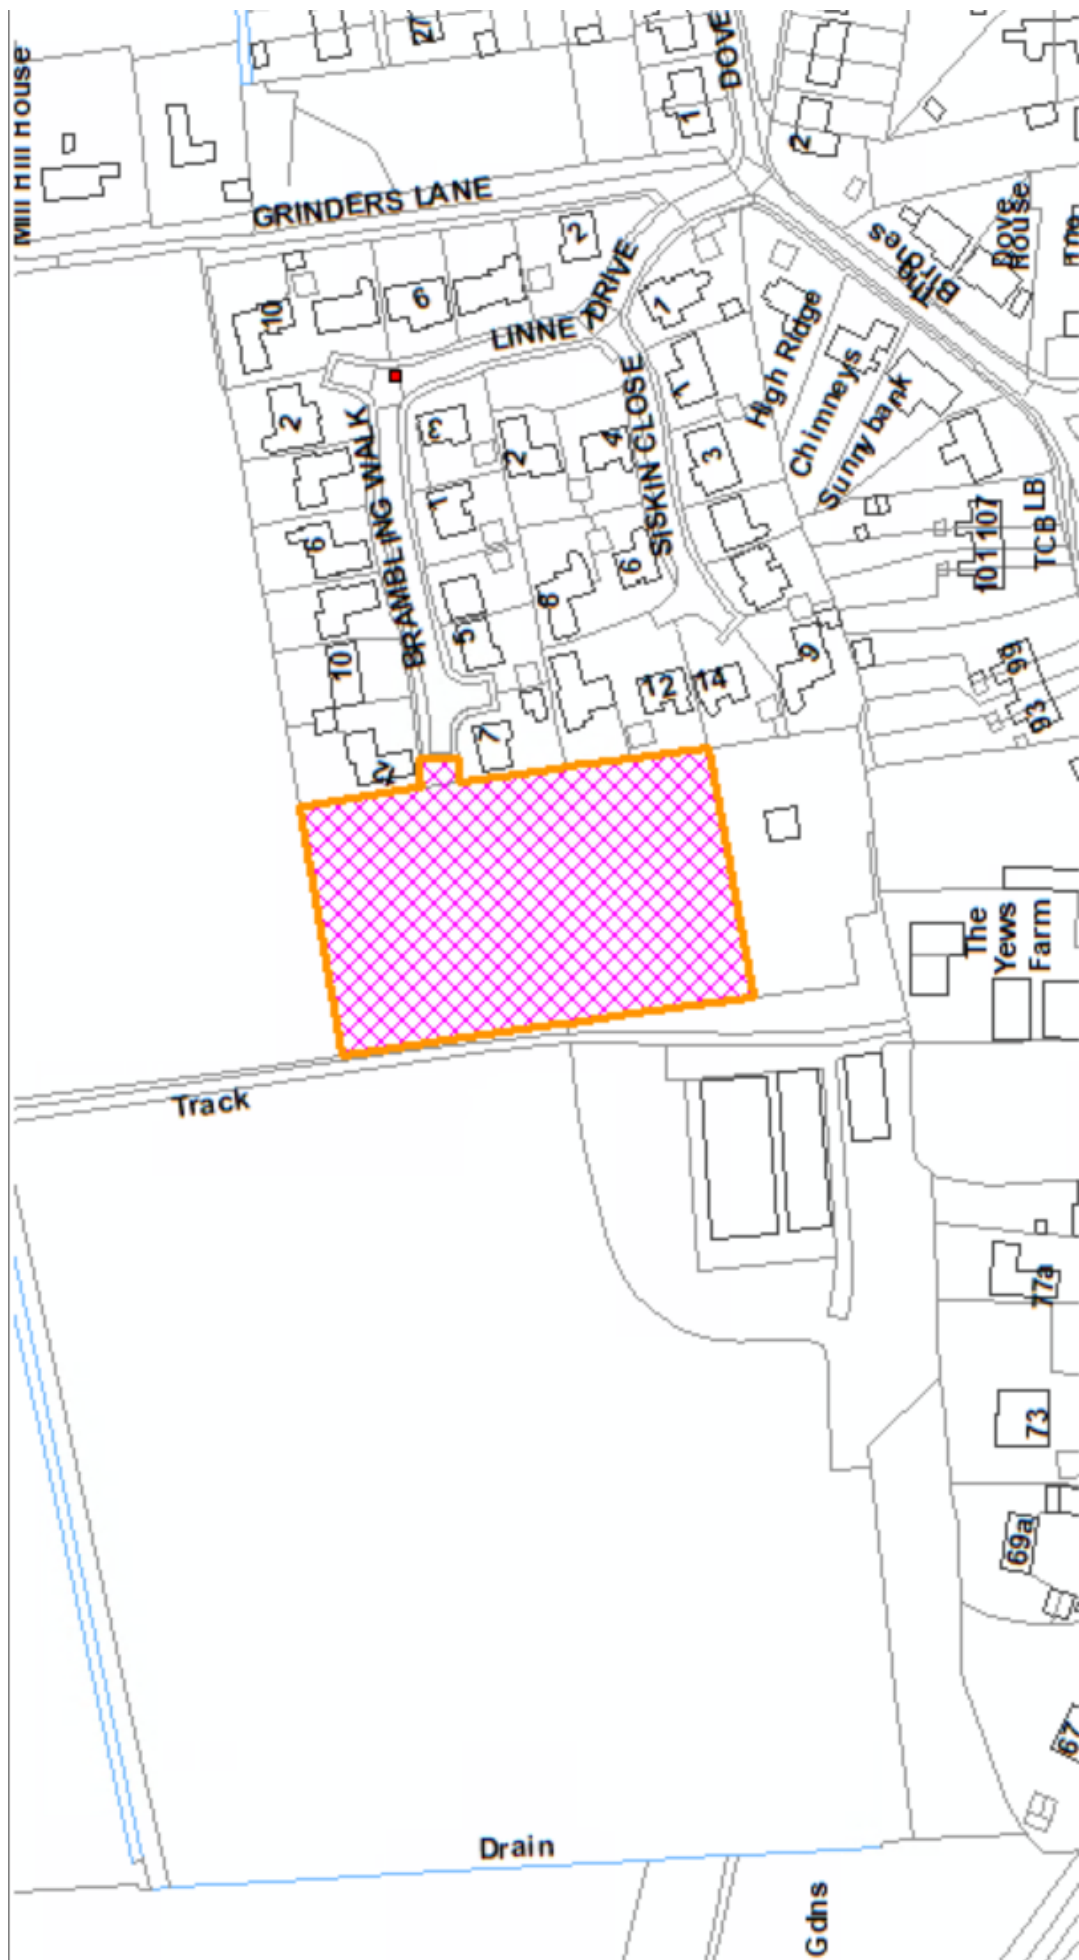 Mill Hill House
27
DOVE
1
2
GRINDERS LANE
2
The
Birches
Dove
House
10
6
LINNET DRIVE
1
High Ridge
Chimneys
Sunny bank
2
BRAMBLING WALK
3
2
4
SISKIN CLOSE
1
3
1
6
6
8
107
101
LB
TCB
5
10
12
14
9
99
93
7
12
The
Yews
Farm
Track
77a
73
69a
67
Drain
Gdns